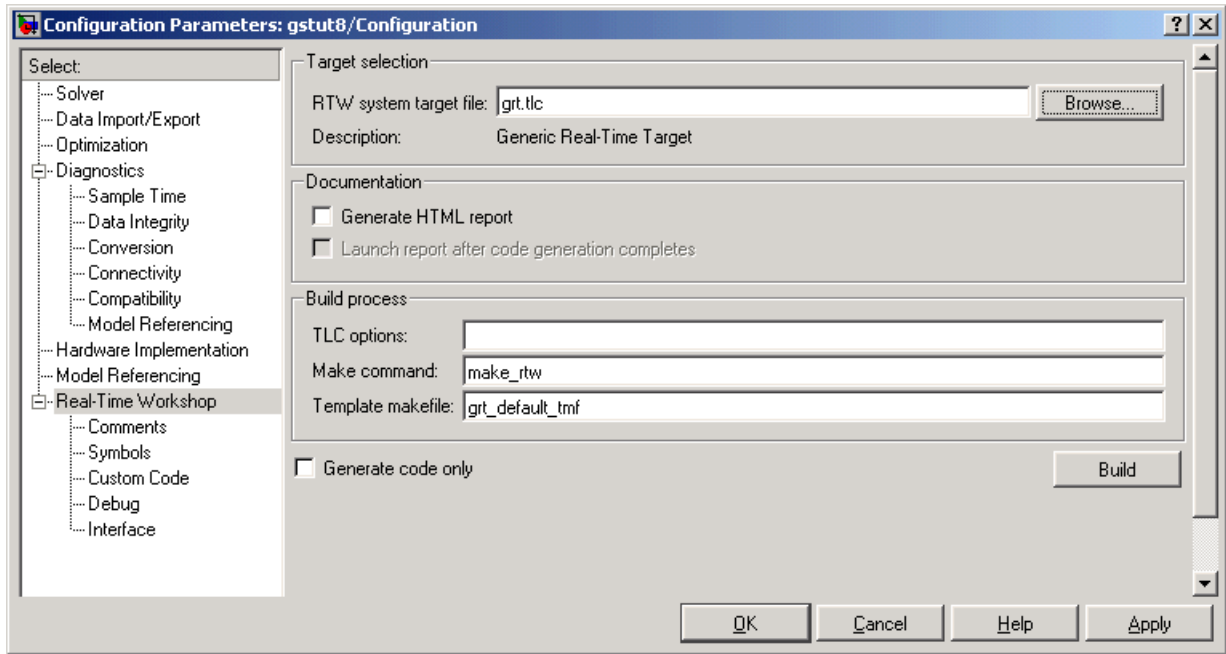 Configuration Parameters: gstut8/Configuration
Select:
Solver
Data Import/Export
Optimization
Diagnostics
Sample Time
Data Integrity
Conversion
Connectivity
Compatibility
Model Referencing
Hardware Implementation
Model Referencing
Real-Time Workshop
Comments
Symbols
Custom Code
Debug
Interface
Target selection
RTW system target file: grt.tlc Browse...
Description: Generic Real-Time Target
Documentation
Generate HTML report
Launch report after code generation completes
Build process
TLC options:
Make command: make_rtw
Template makefile: grt_default_tmf
Generate code only Build
OK Cancel Help Apply